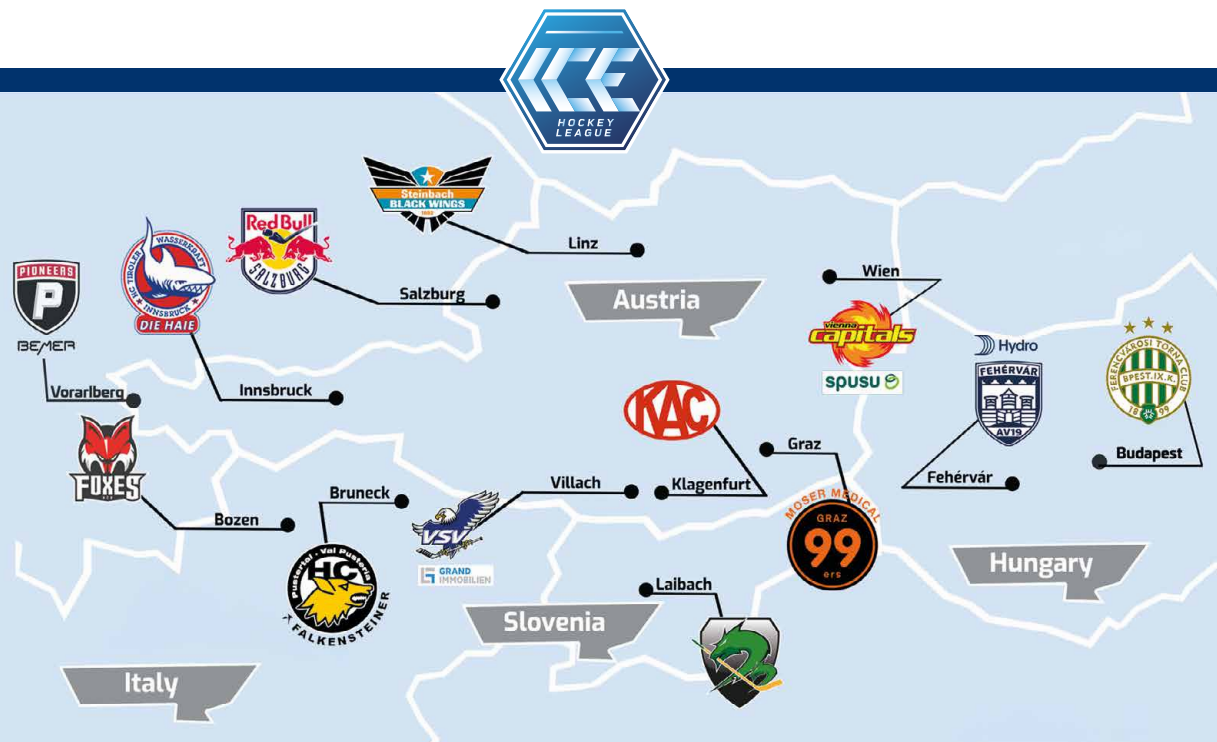 ICE
HOCKEY
LEAGUE
Steinbach
BLACK WINGS
1992
Linz
Red Bull
SALZBURG
Salzburg
HC TIROLER WASSERKRAFT
INNSBRUCK
DIE HAIE
Innsbruck
PIONEERS
P
BEMER
Vorarlberg
Austria
Wien
vienna
capitals
spusu
Hydro
FEHÉRVÁR
AV19
Fehérvár
FERENCVÁROSI TORNA CLUB
BPEST.IX.K.
18 99
Budapest
KAC
Klagenfurt
Graz
MOSER MEDICAL
GRAZ
99
ers
FOXES
Bozen
Bruneck
Pustertal - Val Pusteria
HC
FALKENSTEINER
Villach
VSV
GRAND
IMMOBILIEN
Laibach
Slovenia
Hungary
Italy